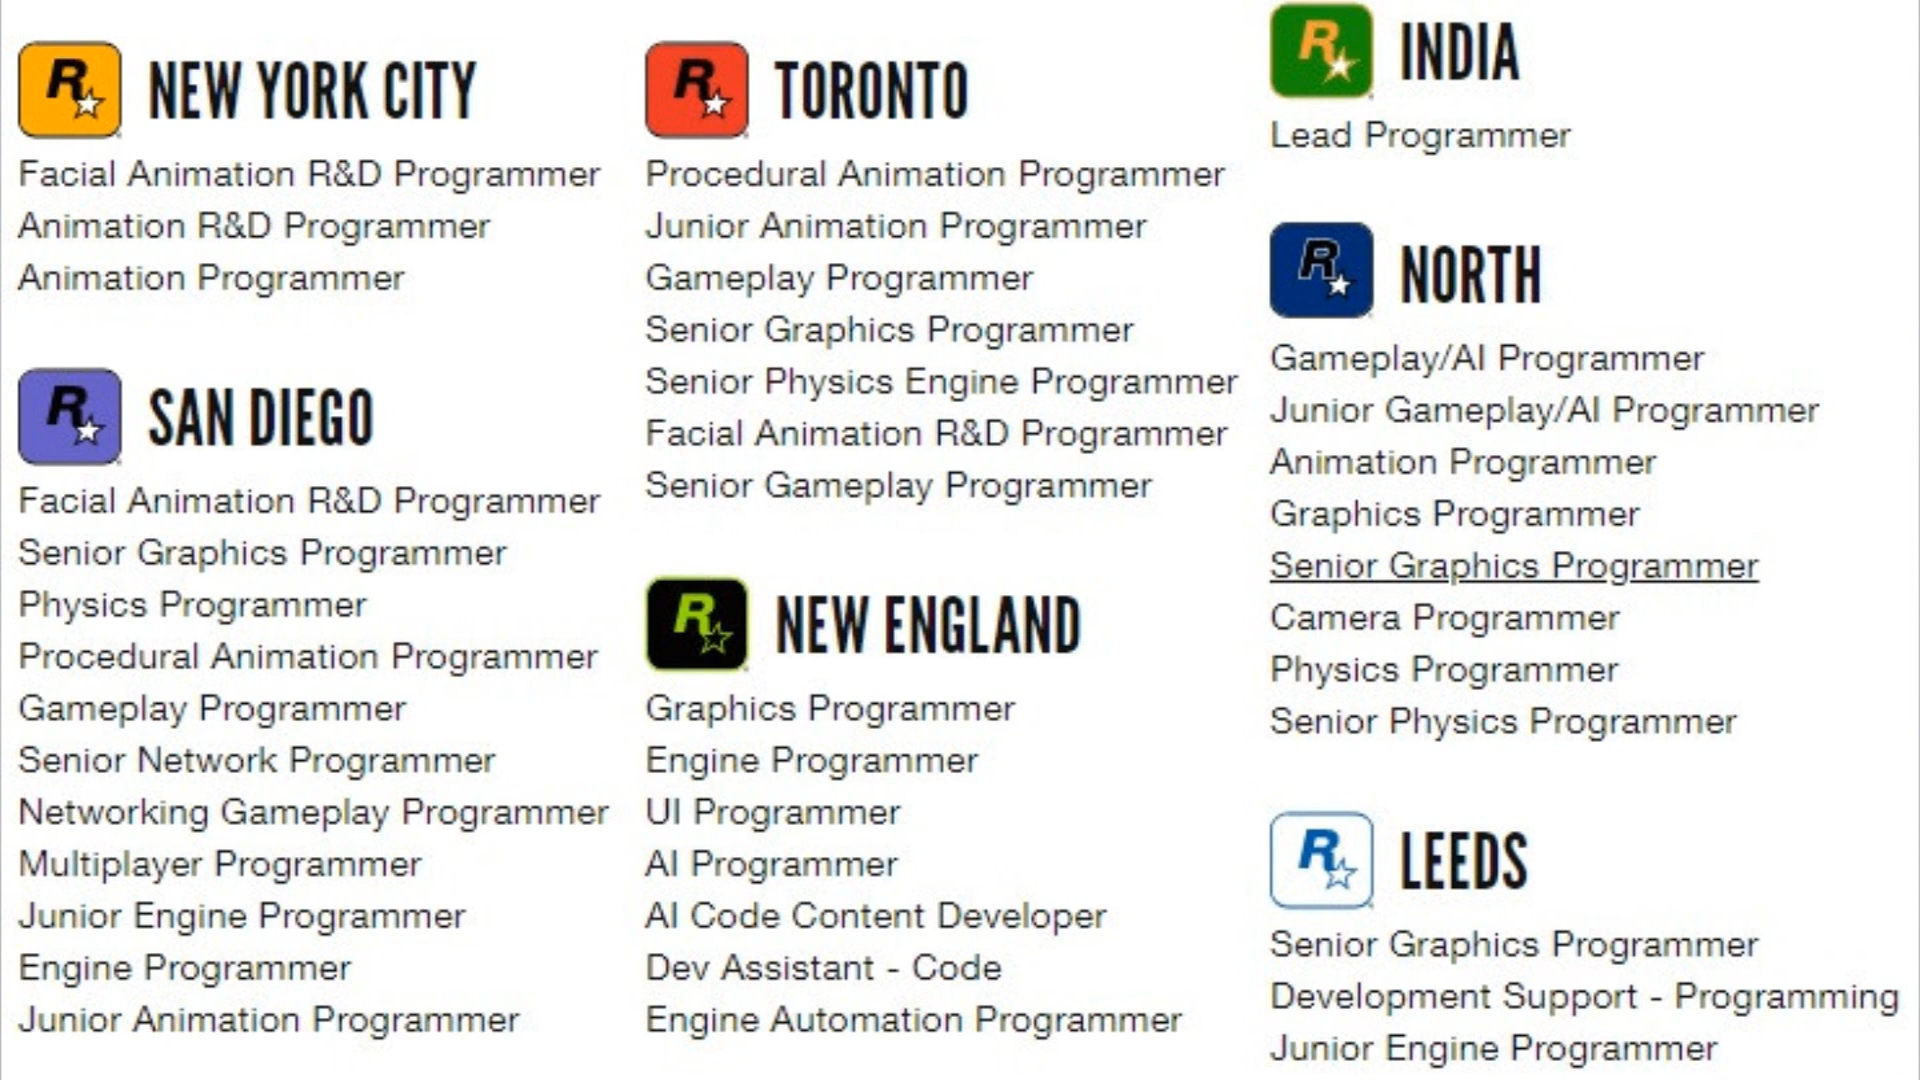 R NEW YORK CITY
Facial Animation R&D Programmer
Animation R&D Programmer
Animation Programmer
R SAN DIEGO
Facial Animation R&D Programmer
Senior Graphics Programmer
Physics Programmer
Procedural Animation Programmer
Gameplay Programmer
Senior Network Programmer
Networking Gameplay Programmer
Multiplayer Programmer
Junior Engine Programmer
Engine Programmer
Junior Animation Programmer
R TORONTO
Procedural Animation Programmer
Junior Animation Programmer
Gameplay Programmer
Senior Graphics Programmer
Senior Physics Engine Programmer
Facial Animation R&D Programmer
Senior Gameplay Programmer
R NEW ENGLAND
Graphics Programmer
Engine Programmer
UI Programmer
AI Programmer
AI Code Content Developer
Dev Assistant - Code
Engine Automation Programmer
R INDIA
Lead Programmer
R NORTH
Gameplay/AI Programmer
Junior Gameplay/AI Programmer
Animation Programmer
Graphics Programmer
Senior Graphics Programmer
Camera Programmer
Physics Programmer
Senior Physics Programmer
R LEEDS
Senior Graphics Programmer
Development Support - Programming
Junior Engine Programmer